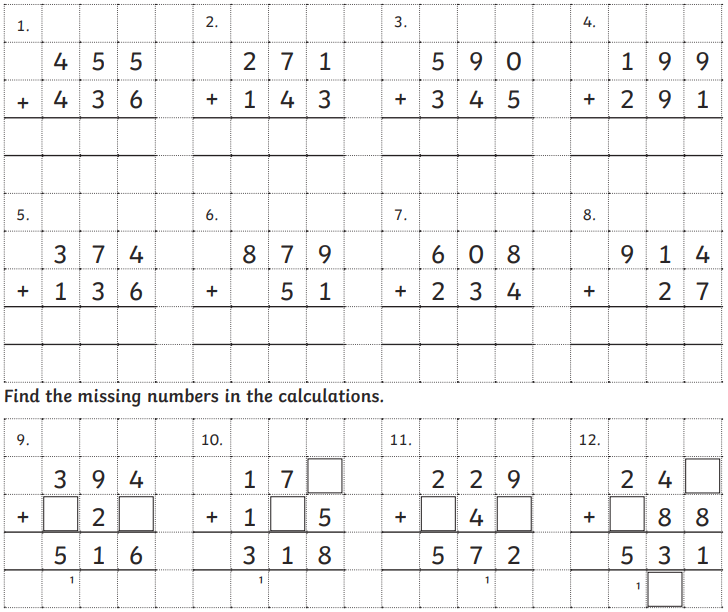 1. 2. 3. 4.
4 5 5 2 7 1 5 9 0 1 9 9
+ 4 3 6 + 1 4 3 + 3 4 5 + 2 9 1
5. 6. 7. 8.
3 7 4 8 7 9 6 0 8 9 1 4
+ 1 3 6 + 5 1 + 2 3 4 + 2 7
Find the missing numbers in the calculations.
9. 10. 11. 12.
3 9 4 1 7 2 2 9 2 4
+ 2 + 1 5 + 4 + 8 8
5 1 6 3 1 8 5 7 2 5 3 1
1 1 1 1